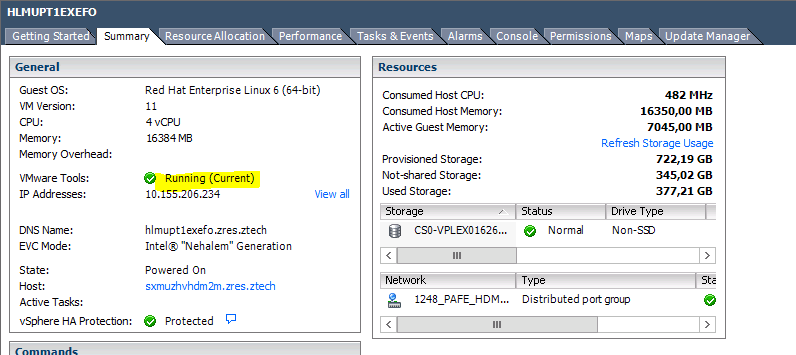 HLMUPT1EXEFO
Getting Started Summary Resource Allocation Performance Tasks & Events Alarms Console Permissions Maps Update Manager
General
Guest OS: Red Hat Enterprise Linux 6 (64-bit)
VM Version: 11
CPU: 4 vCPU
Memory: 16384 MB
Memory Overhead:
VMware Tools: Running (Current)
IP Addresses: 10.155.206.234 View all
DNS Name: hlmupt1exefo.zres.ztech
EVC Mode: Intel® "Nehalem" Generation
State: Powered On
Host: sxmuzhvhdm2m.zres.ztech
Active Tasks:
vSphere HA Protection: Protected
Commands
Resources
Consumed Host CPU: 482 MHz
Consumed Host Memory: 16350,00 MB
Active Guest Memory: 7045,00 MB
Refresh Storage Usage
Provisioned Storage: 722,19 GB
Not-shared Storage: 345,02 GB
Used Storage: 377,21 GB
Storage Status Drive Type
CS0-VPLEX01626... Normal Non-SSD
Network Type Sta
1248_PAFE_HDM... Distributed port group